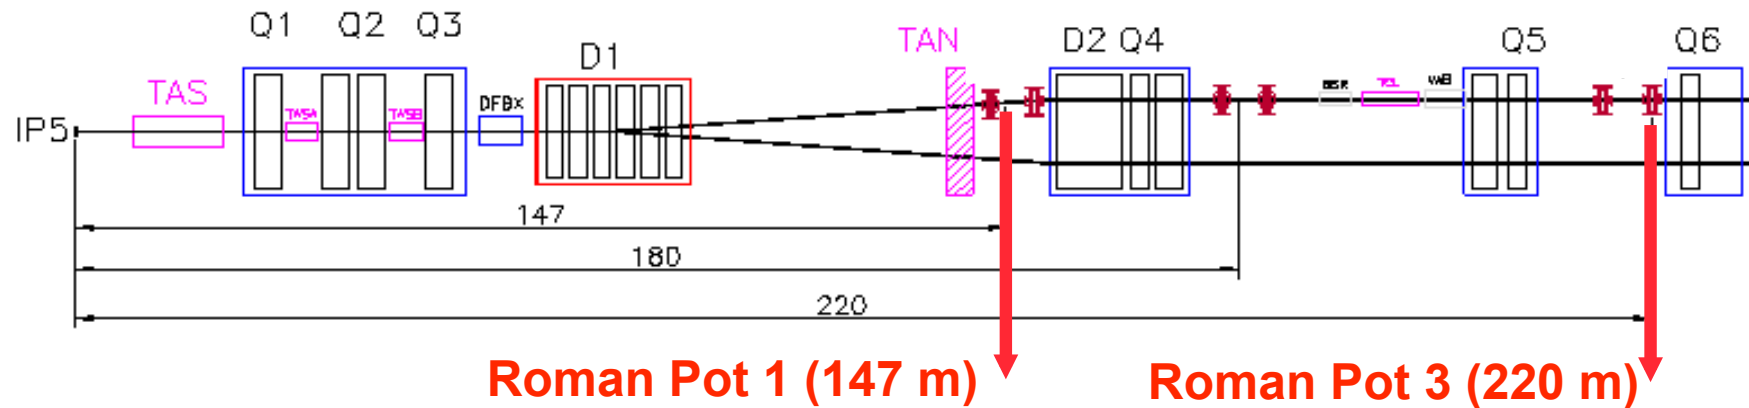 Q1 Q2 Q3
D1
TAN
D2 Q4
Q5
Q6
TAS
TASA
TASB
DFBX
IP5
147
180
220
Roman Pot 1 (147 m)
Roman Pot 3 (220 m)